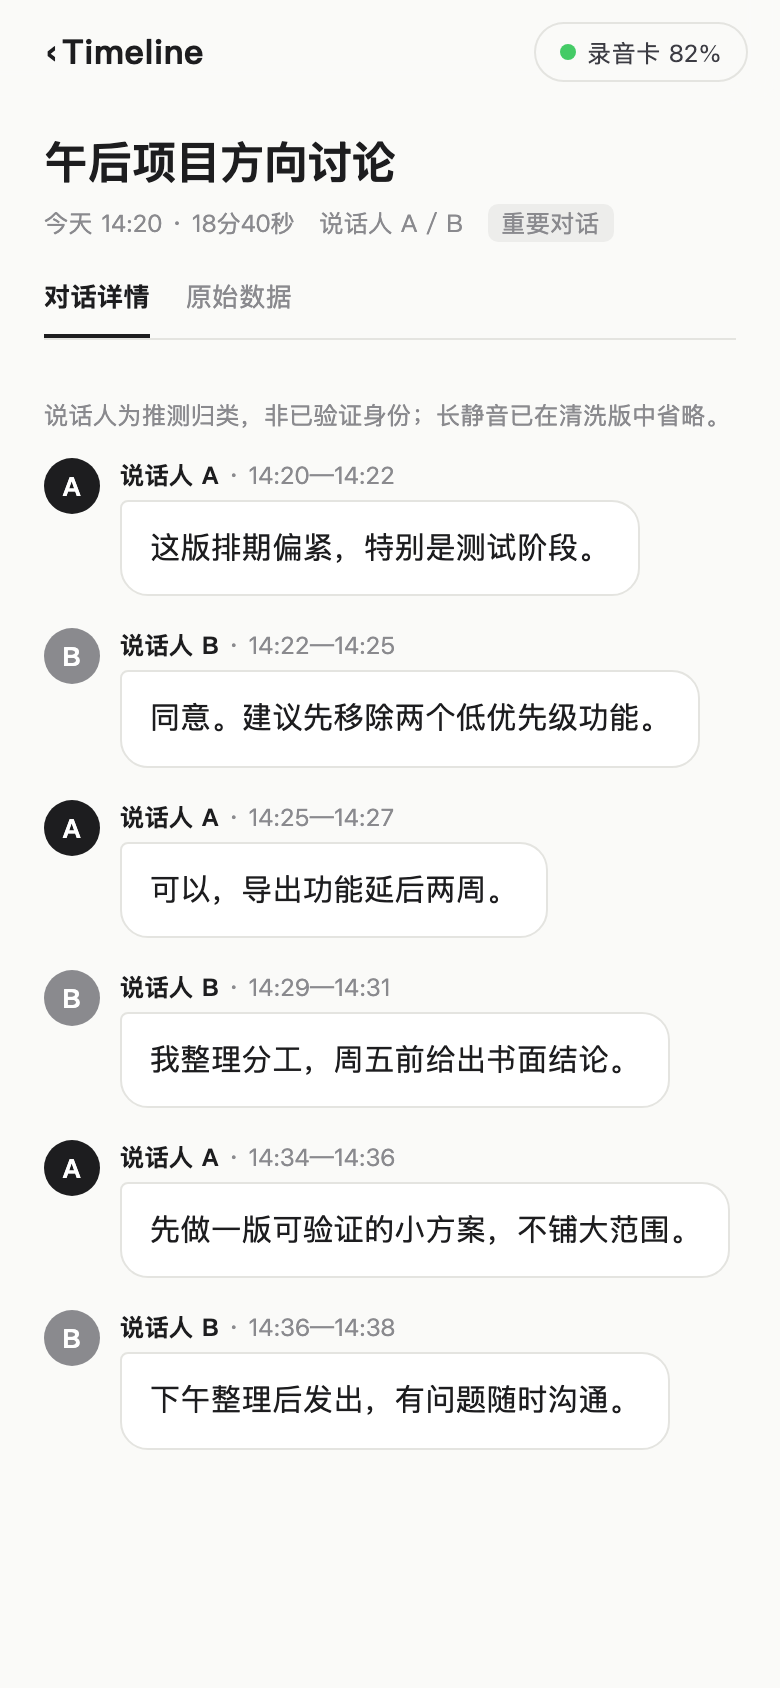 ‹ Timeline
录音卡 82%
午后项目方向讨论
今天 14:20 · 18分40秒 说话人 A / B 重要对话
对话详情 原始数据
说话人为推测归类，非已验证身份；长静音已在清洗版中省略。
A 说话人 A · 14:20—14:22
这版排期偏紧，特别是测试阶段。
B 说话人 B · 14:22—14:25
同意。建议先移除两个低优先级功能。
A 说话人 A · 14:25—14:27
可以，导出功能延后两周。
B 说话人 B · 14:29—14:31
我整理分工，周五前给出书面结论。
A 说话人 A · 14:34—14:36
先做一版可验证的小方案，不铺大范围。
B 说话人 B · 14:36—14:38
下午整理后发出，有问题随时沟通。